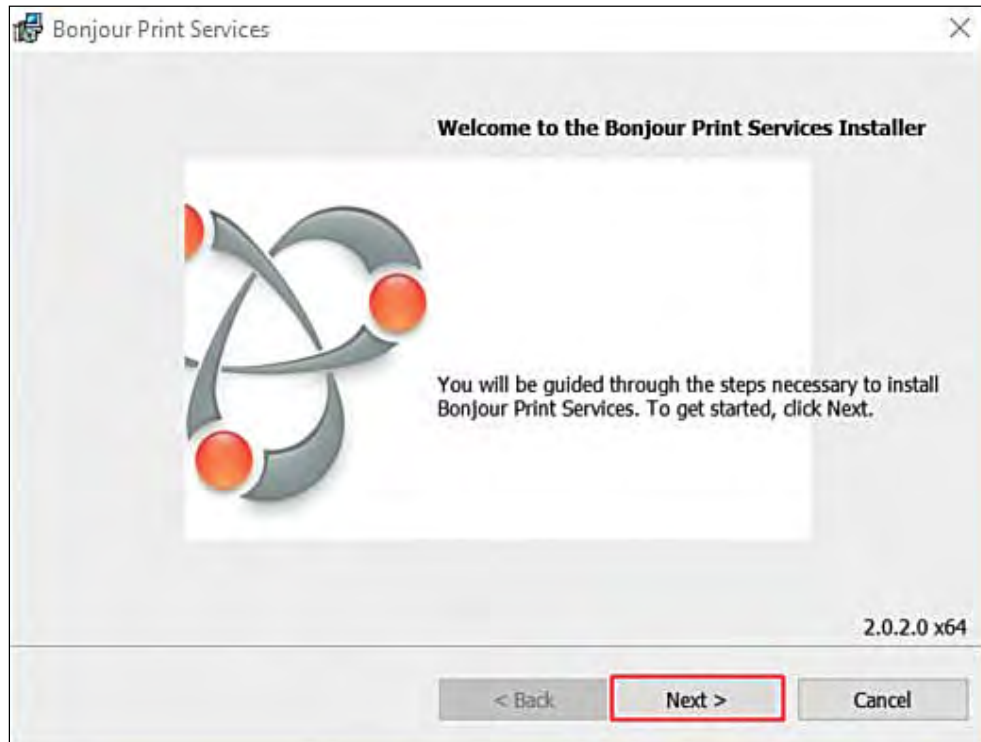 Bonjour Print Services
Welcome to the Bonjour Print Services Installer
You will be guided through the steps necessary to install
Bonjour Print Services. To get started, click Next.
2.0.2.0 x64
< Back
Next >
Cancel